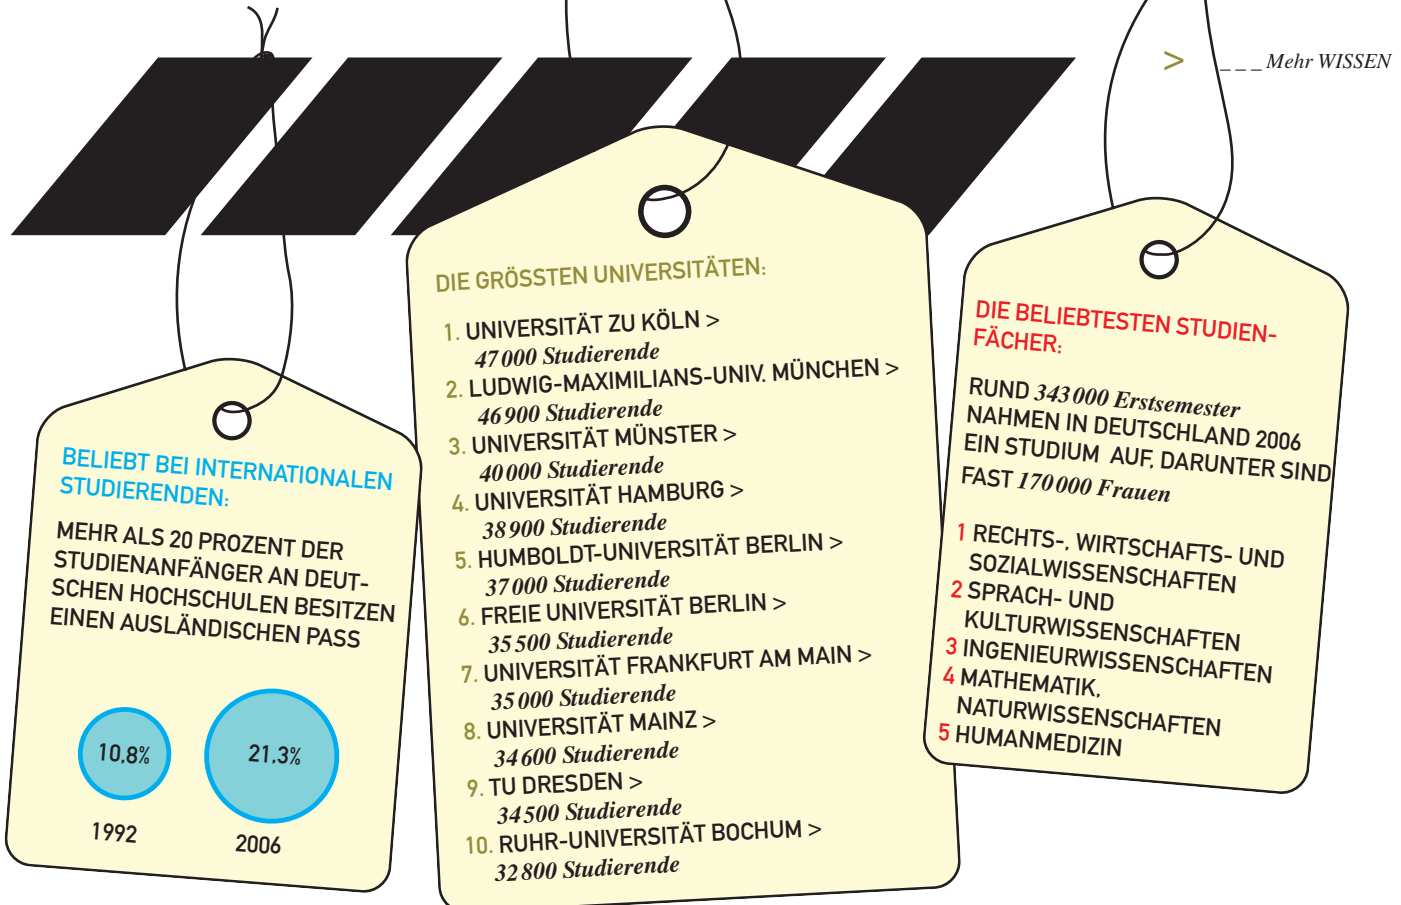 > _ _ _ Mehr WISSEN
BELIEBT BEI INTERNATIONALEN
STUDIERENDEN:
MEHR ALS 20 PROZENT DER
STUDIENANFÄNGER AN DEUT-
SCHEN HOCHSCHULEN BESITZEN
EINEN AUSLÄNDISCHEN PASS
10,8%
21,3%
1992
2006
DIE GRÖSSTEN UNIVERSITÄTEN:
1. UNIVERSITÄT ZU KÖLN >
47 000 Studierende
2. LUDWIG-MAXIMILIANS-UNIV. MÜNCHEN >
46 900 Studierende
3. UNIVERSITÄT MÜNSTER >
40 000 Studierende
4. UNIVERSITÄT HAMBURG >
38 900 Studierende
5. HUMBOLDT-UNIVERSITÄT BERLIN >
37 000 Studierende
6. FREIE UNIVERSITÄT BERLIN >
35 500 Studierende
7. UNIVERSITÄT FRANKFURT AM MAIN >
35 000 Studierende
8. UNIVERSITÄT MAINZ >
34 600 Studierende
9. TU DRESDEN >
34 500 Studierende
10. RUHR-UNIVERSITÄT BOCHUM >
32 800 Studierende
DIE BELIEBTESTEN STUDIEN-
FÄCHER:
RUND 343 000 Erstsemester
NAHMEN IN DEUTSCHLAND 2006
EIN STUDIUM AUF, DARUNTER SIND
FAST 170 000 Frauen
1 RECHTS-, WIRTSCHAFTS- UND
SOZIALWISSENSCHAFTEN
2 SPRACH- UND
KULTURWISSENSCHAFTEN
3 INGENIEURWISSENSCHAFTEN
4 MATHEMATIK,
NATURWISSENSCHAFTEN
5 HUMANMEDIZIN